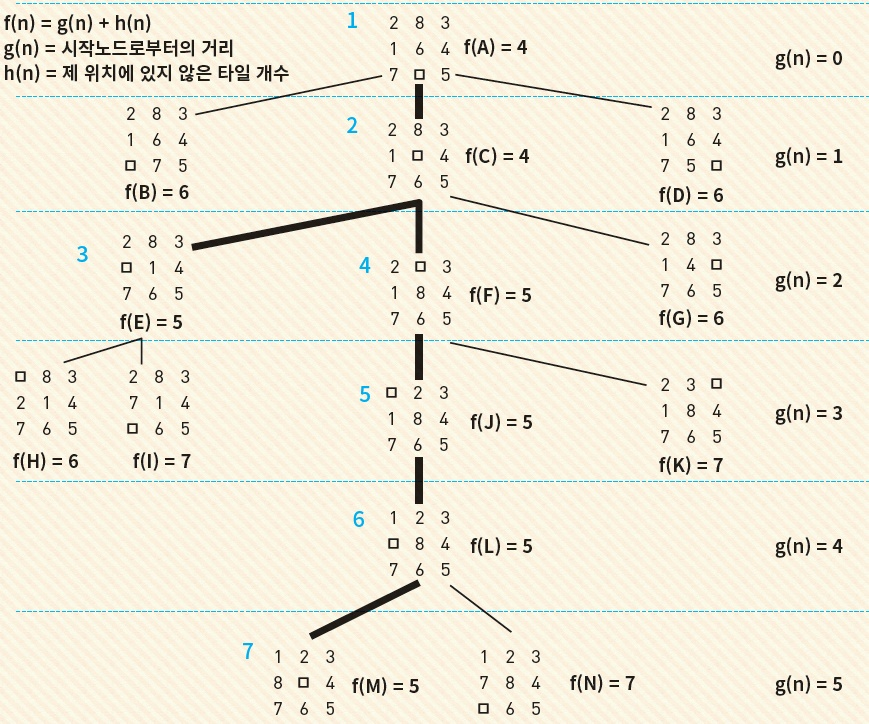 f(n) = g(n) + h(n)
g(n) = 시작노드로부터의 거리
h(n) = 제 위치에 있지 않은 타일 개수
1
2 8 3
1 6 4
7 □ 5
f(A) = 4
g(n) = 0
2 8 3
1 6 4
□ 7 5
f(B) = 6
2
2 8 3
1 □ 4
7 6 5
f(C) = 4
2 8 3
1 6 4
7 5 □
f(D) = 6
g(n) = 1
3
2 8 3
□ 1 4
7 6 5
f(E) = 5
4
2 □ 3
1 8 4
7 6 5
f(F) = 5
2 8 3
1 4 □
7 6 5
f(G) = 6
g(n) = 2
□ 8 3
2 1 4
7 6 5
f(H) = 6
2 8 3
7 1 4
□ 6 5
f(I) = 7
5
□ 2 3
1 8 4
7 6 5
f(J) = 5
2 3 □
1 8 4
7 6 5
f(K) = 7
g(n) = 3
6
1 2 3
□ 8 4
7 6 5
f(L) = 5
g(n) = 4
7
1 2 3
8 □ 4
7 6 5
f(M) = 5
1 2 3
7 8 4
□ 6 5
f(N) = 7
g(n) = 5